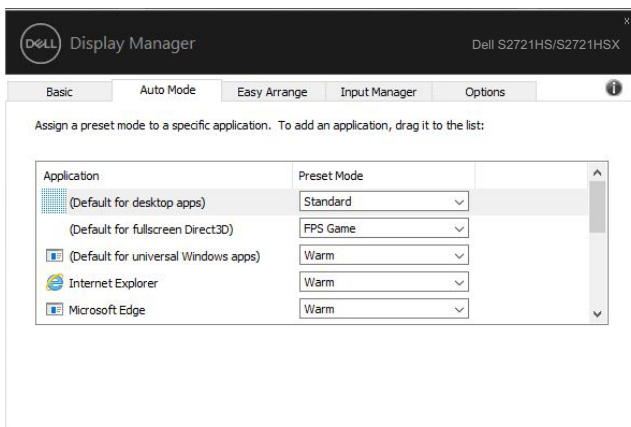 DELL Display Manager Dell S2721HS/S2721HSX
x
Basic Auto Mode Easy Arrange Input Manager Options
Assign a preset mode to a specific application. To add an application, drag it to the list:
Application Preset Mode
(Default for desktop apps) Standard
(Default for fullscreen Direct3D) FPS Game
(Default for universal Windows apps) Warm
Internet Explorer Warm
Microsoft Edge Warm